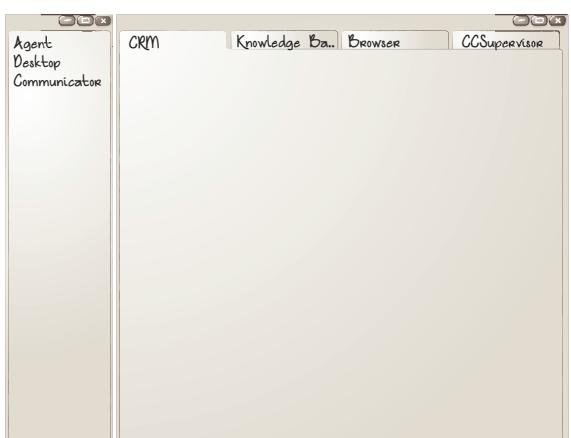 Agent
Desktop
Communicator
CRM
Knowledge Ba..
Browser
CCSupervisor